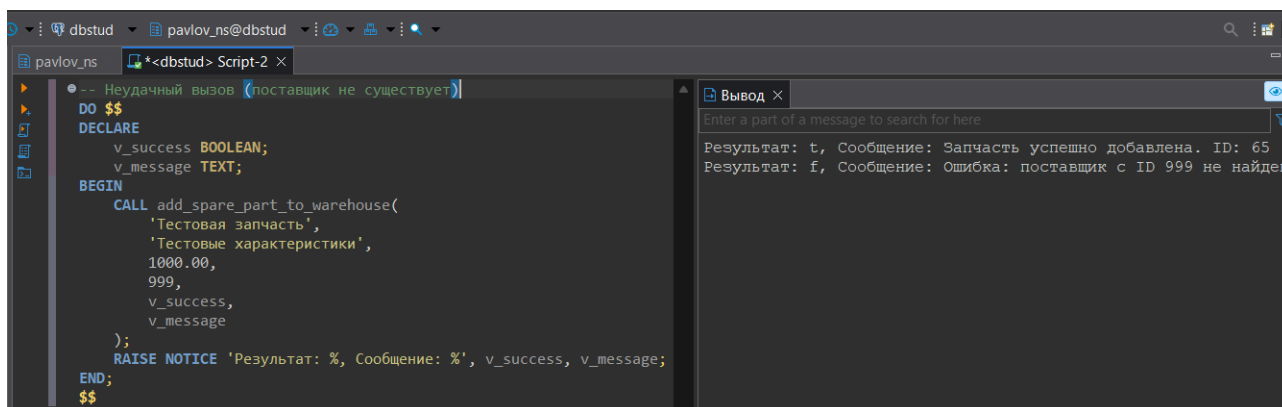 dbstud pavlov_ns@dbstud
pavlov_ns *<dbstud> Script-2
-- Неудачный вызов (поставщик не существует)
DO $$
DECLARE
v_success BOOLEAN;
v_message TEXT;
BEGIN
CALL add_spare_part_to_warehouse(
'Тестовая запчасть',
'Тестовые характеристики',
1000.00,
999,
v_success,
v_message
);
RAISE NOTICE 'Результат: %, Сообщение: %', v_success, v_message;
END;
$$
Вывод
Enter a part of a message to search for here
Результат: t, Сообщение: Запчасть успешно добавлена. ID: 65
Результат: f, Сообщение: Ошибка: поставщик с ID 999 не найде